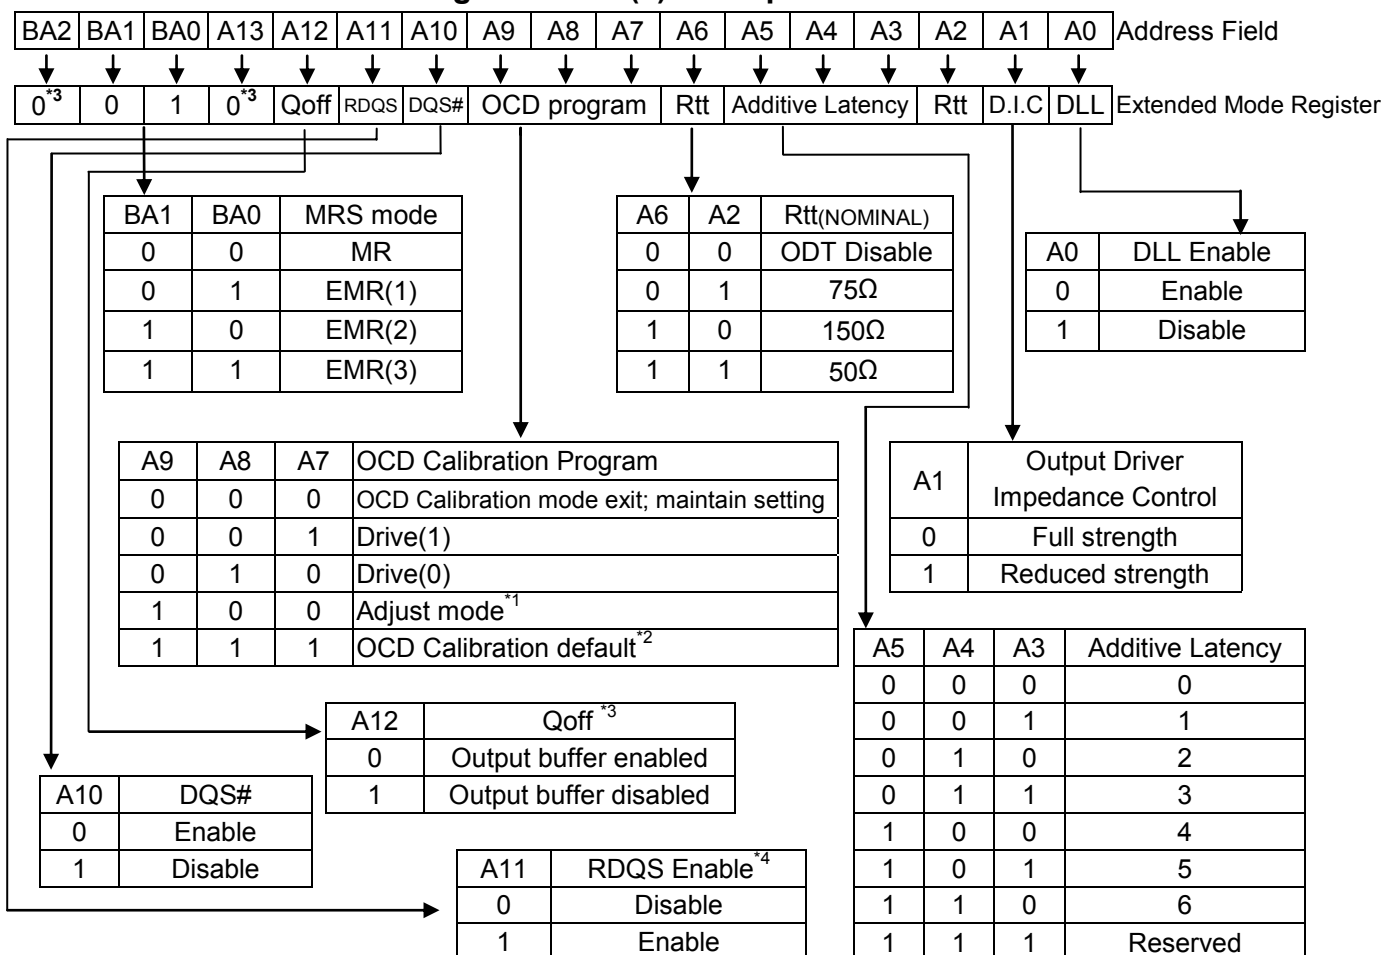 BA2 BA1 BA0 A13 A12 A11 A10 A9 A8 A7 A6 A5 A4 A3 A2 A1 A0 Address Field
0*3 0 1 0*3 Qoff RDQS DQS# OCD program Rtt Additive Latency Rtt D.I.C DLL Extended Mode Register
BA1 BA0 MRS mode
0 0 MR
0 1 EMR(1)
1 0 EMR(2)
1 1 EMR(3)
A6 A2 Rtt(NOMINAL)
0 0 ODT Disable
0 1 75Ω
1 0 150Ω
1 1 50Ω
A0 DLL Enable
0 Enable
1 Disable
A9 A8 A7 OCD Calibration Program
0 0 0 OCD Calibration mode exit; maintain setting
0 0 1 Drive(1)
0 1 0 Drive(0)
1 0 0 Adjust mode*1
1 1 1 OCD Calibration default*2
A1 Output Driver
Impedance Control
0 Full strength
1 Reduced strength
A5 A4 A3 Additive Latency
0 0 0 0
0 0 1 1
0 1 0 2
0 1 1 3
1 0 0 4
1 0 1 5
1 1 0 6
1 1 1 Reserved
A12 Qoff *3
0 Output buffer enabled
1 Output buffer disabled
A10 DQS#
0 Enable
1 Disable
A11 RDQS Enable*4
0 Disable
1 Enable